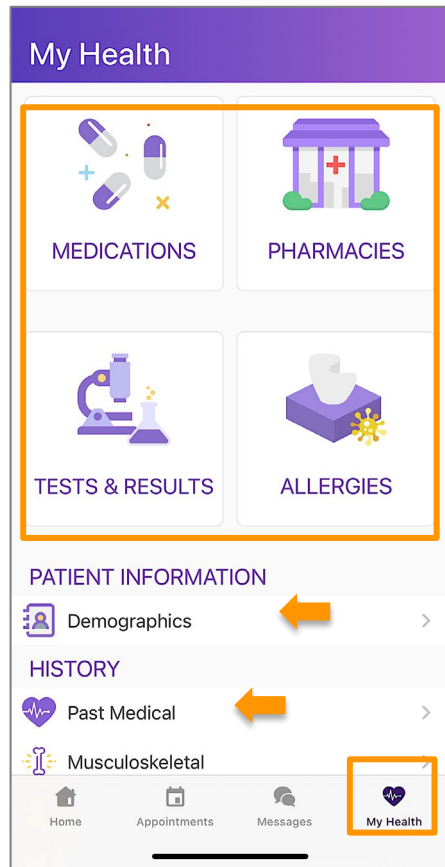 My Health
MEDICATIONS PHARMACIES
TESTS & RESULTS ALLERGIES
PATIENT INFORMATION
Demographics
HISTORY
Past Medical
Musculoskeletal
Home Appointments Messages My Health